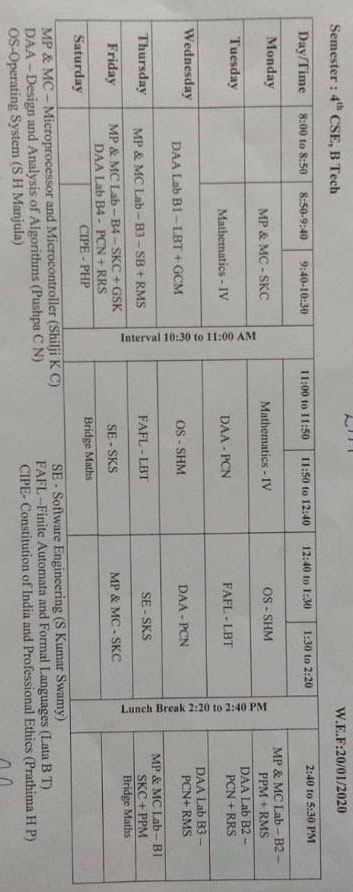 Semester : 4th CSE, B Tech W.E.F:20/01/2020
Day/Time 8:00 to 8:50 8:50-9:40 9:40-10:30 Interval 10:30 to 11:00 AM 11:00 to 11:50 11:50 to 12:40 12:40 to 1:30 1:30 to 2:20 Lunch Break 2:20 to 2:40 PM 2:40 to 5:30 PM
Monday MP & MC - SKC Mathematics - IV OS - SHM MP & MC Lab – B2 –
PPM + RMS
Tuesday Mathematics - IV DAA - PCN FAFL - LBT DAA Lab B2 –
PCN + RRS
Wednesday DAA Lab B1 – LBT + GCM OS - SHM DAA - PCN DAA Lab B3 –
PCN+ RMS
Thursday MP & MC Lab – B3 – SB + RMS FAFL - LBT SE - SKS MP & MC Lab – B1
SKC + PPM
Friday MP & MC Lab – B4 – SKC + GSK
DAA Lab B4 - PCN + RRS SE - SKS MP & MC - SKC Bridge Maths
Saturday CIPE - PHP Bridge Maths
MP & MC – Microprocessor and Microcontroller (Shilji K C) SE - Software Engineering (S Kumar Swamy)
DAA – Design and Analysis of Algorithms (Pushpa C N) FAFL –Finite Automata and Formal Languages (Lata B T)
OS-Operating System (S H Manjula) CIPE- Constitution of India and Professional Ethics (Prathima H P)